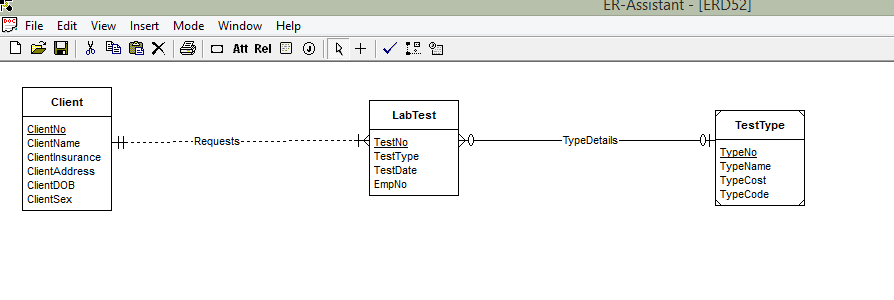 ER-Assistant - [ERD52]
File Edit View Insert Mode Window Help
Att Rel
Client
ClientNo
ClientName
ClientInsurance
ClientAddress
ClientDOB
ClientSex
Requests
LabTest
TestNo
TestType
TestDate
EmpNo
TypeDetails
TestType
TypeNo
TypeName
TypeCost
TypeCode